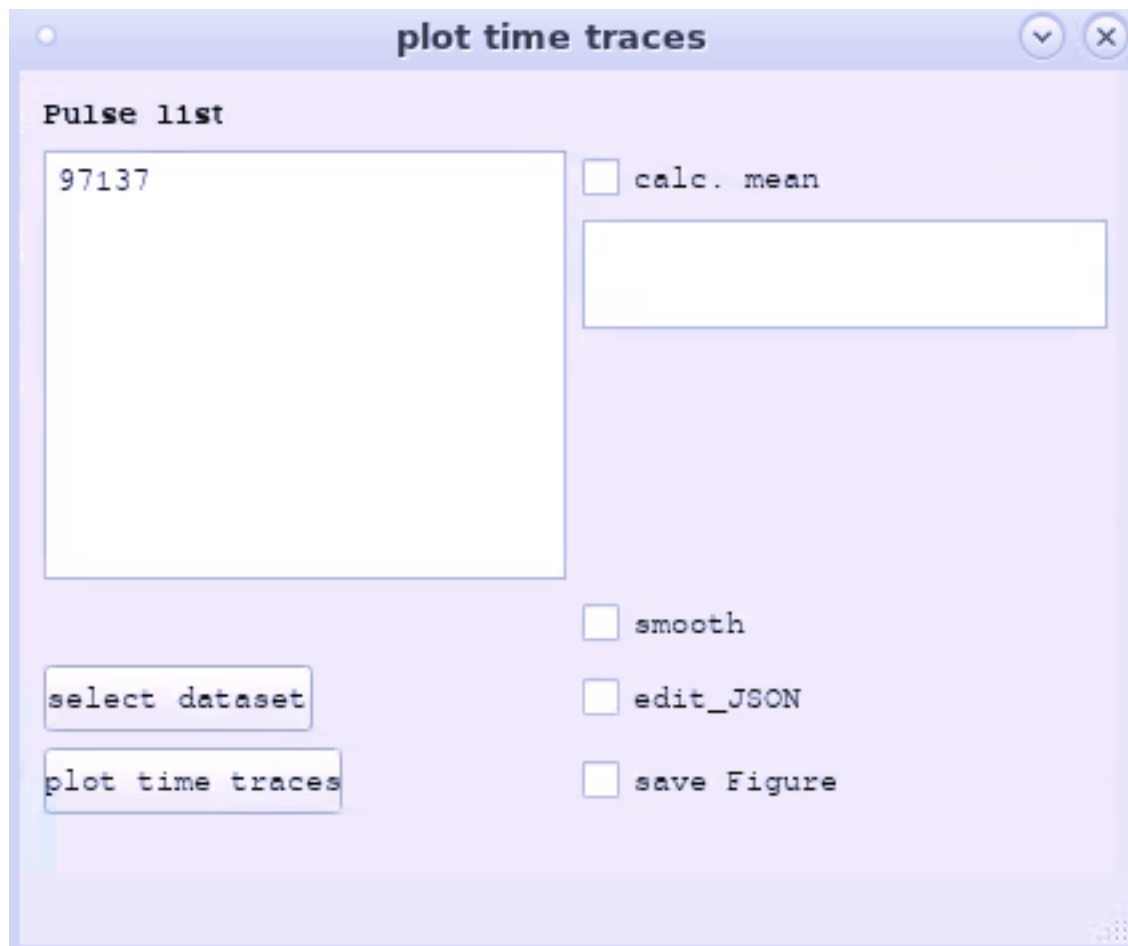 plot time traces
Pulse list
97137
calc. mean
smooth
select dataset
edit_JSON
plot time traces
save Figure